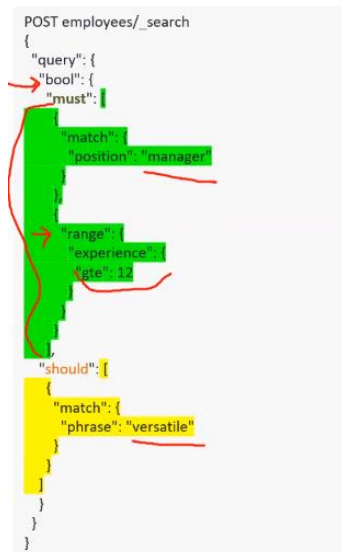 POST employees/_search
{
"query": {
"bool": {
"must": [
{
"match": {
"position": "manager"
}
},
{
"range": {
"experience": {
"gte": 12
}
}
}
],
"should": [
{
"match": {
"phrase": "versatile"
}
}
]
}
}
}